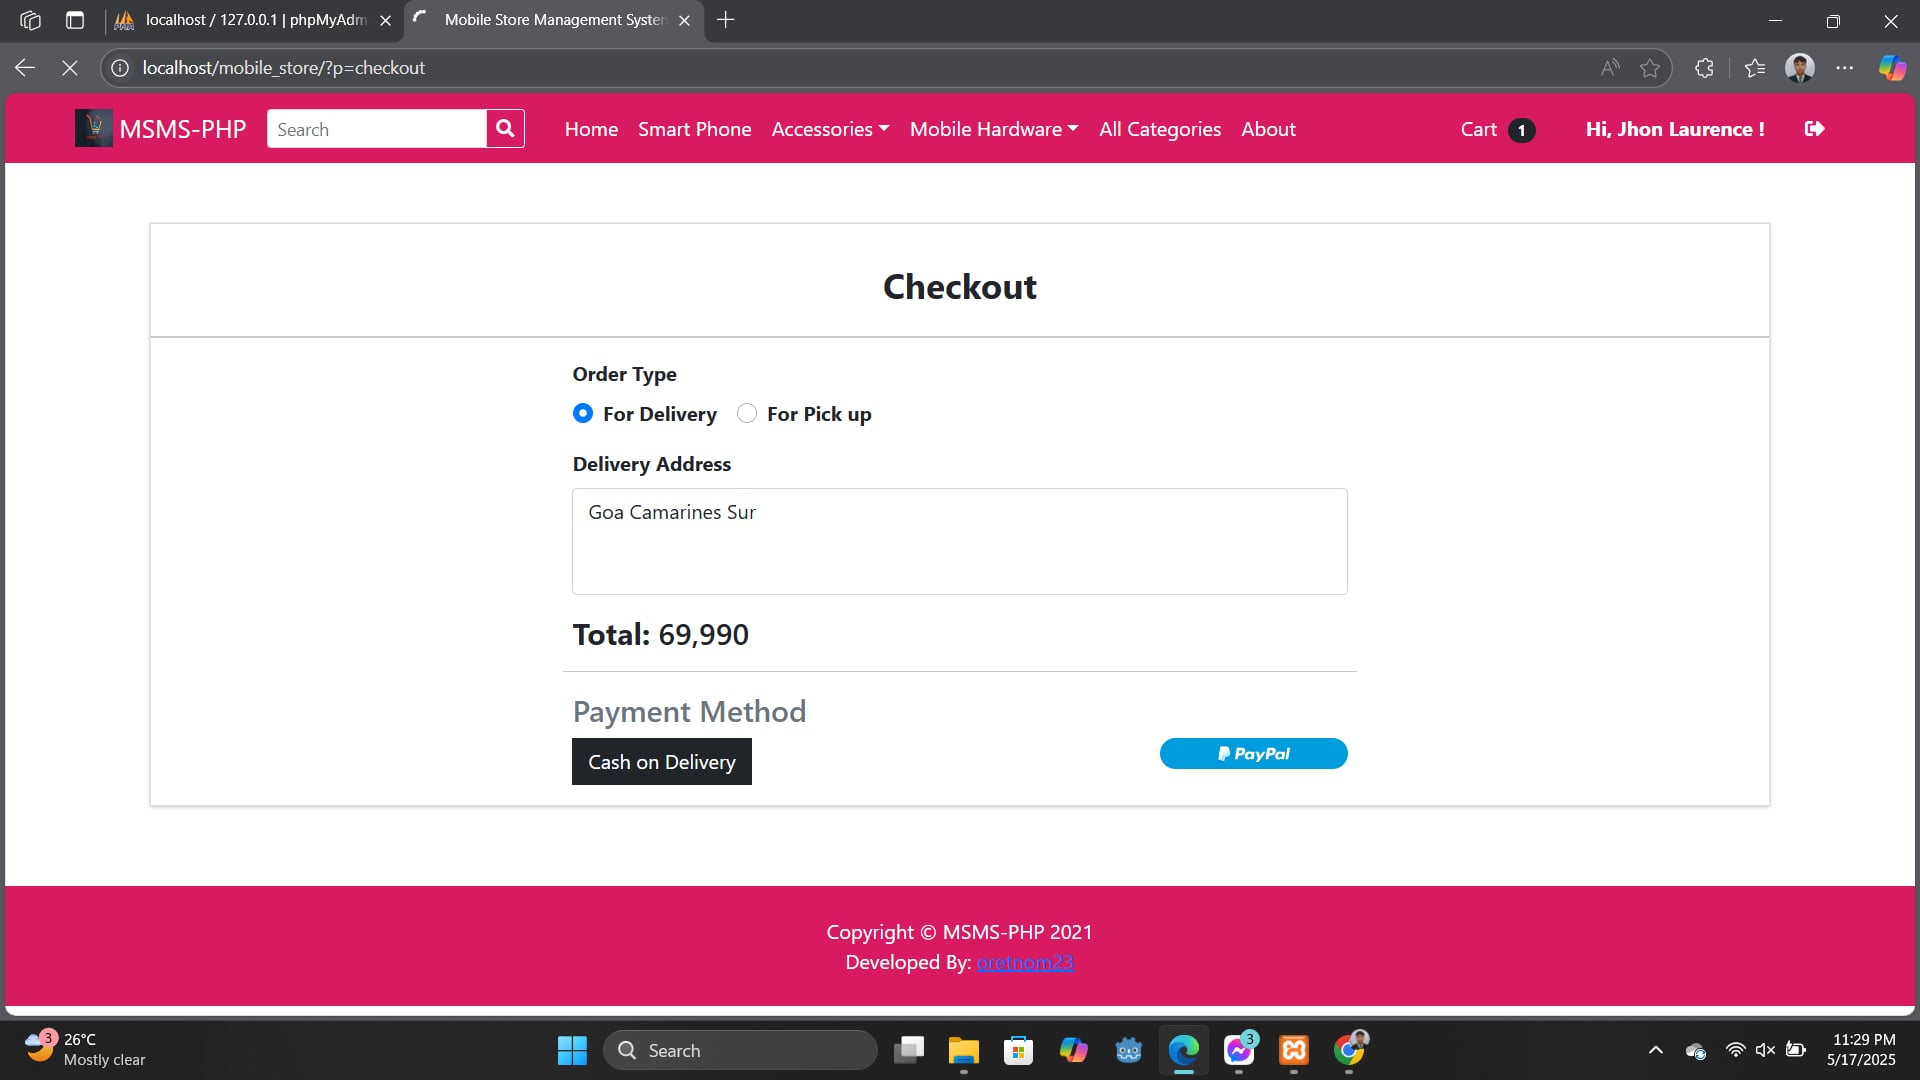 localhost / 127.0.0.1 | phpMyAdm
Mobile Store Management System
localhost/mobile_store/?p=checkout
MSMS-PHP
Search
Home
Smart Phone
Accessories
Mobile Hardware
All Categories
About
Cart 1
Hi, Jhon Laurence !
Checkout
Order Type
For Delivery
For Pick up
Delivery Address
Goa Camarines Sur
Total: 69,990
Payment Method
Cash on Delivery
PayPal
Copyright © MSMS-PHP 2021
Developed By: oretnom23
3
26°C
Mostly clear
Search
3
11:29 PM
5/17/2025